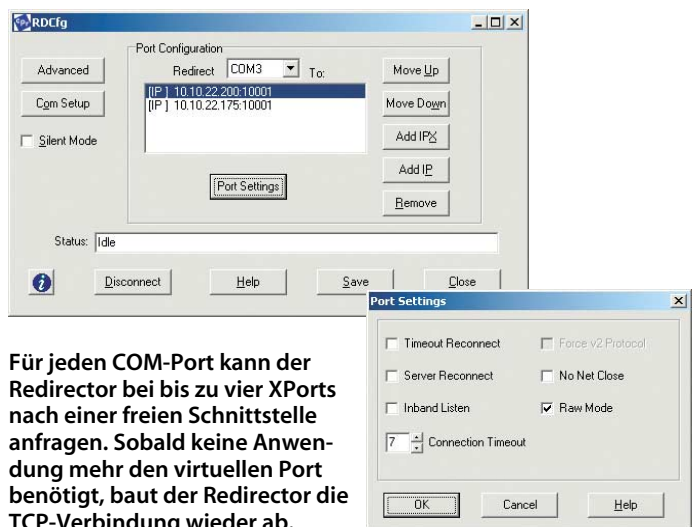 RDCfg
Port Configuration
Advanced
Redirect COM3 To:
Move Up
[IP ] 10.10.22.200:10001
Com Setup
[IP ] 10.10.22.175:10001
Move Down
Silent Mode
Add IPX
Add IP
Port Settings
Remove
Status: Idle
Disconnect
Help
Save
Close
Port Settings
Timeout Reconnect
Force v2 Protocol
Server Reconnect
No Net Close
Inband Listen
Raw Mode
7 Connection Timeout
OK
Cancel
Help
Für jeden COM-Port kann der
Redirector bei bis zu vier XPorts
nach einer freien Schnittstelle
anfragen. Sobald keine Anwen-
dung mehr den virtuellen Port
benötigt, baut der Redirector die
TCP-Verbindung wieder ab.